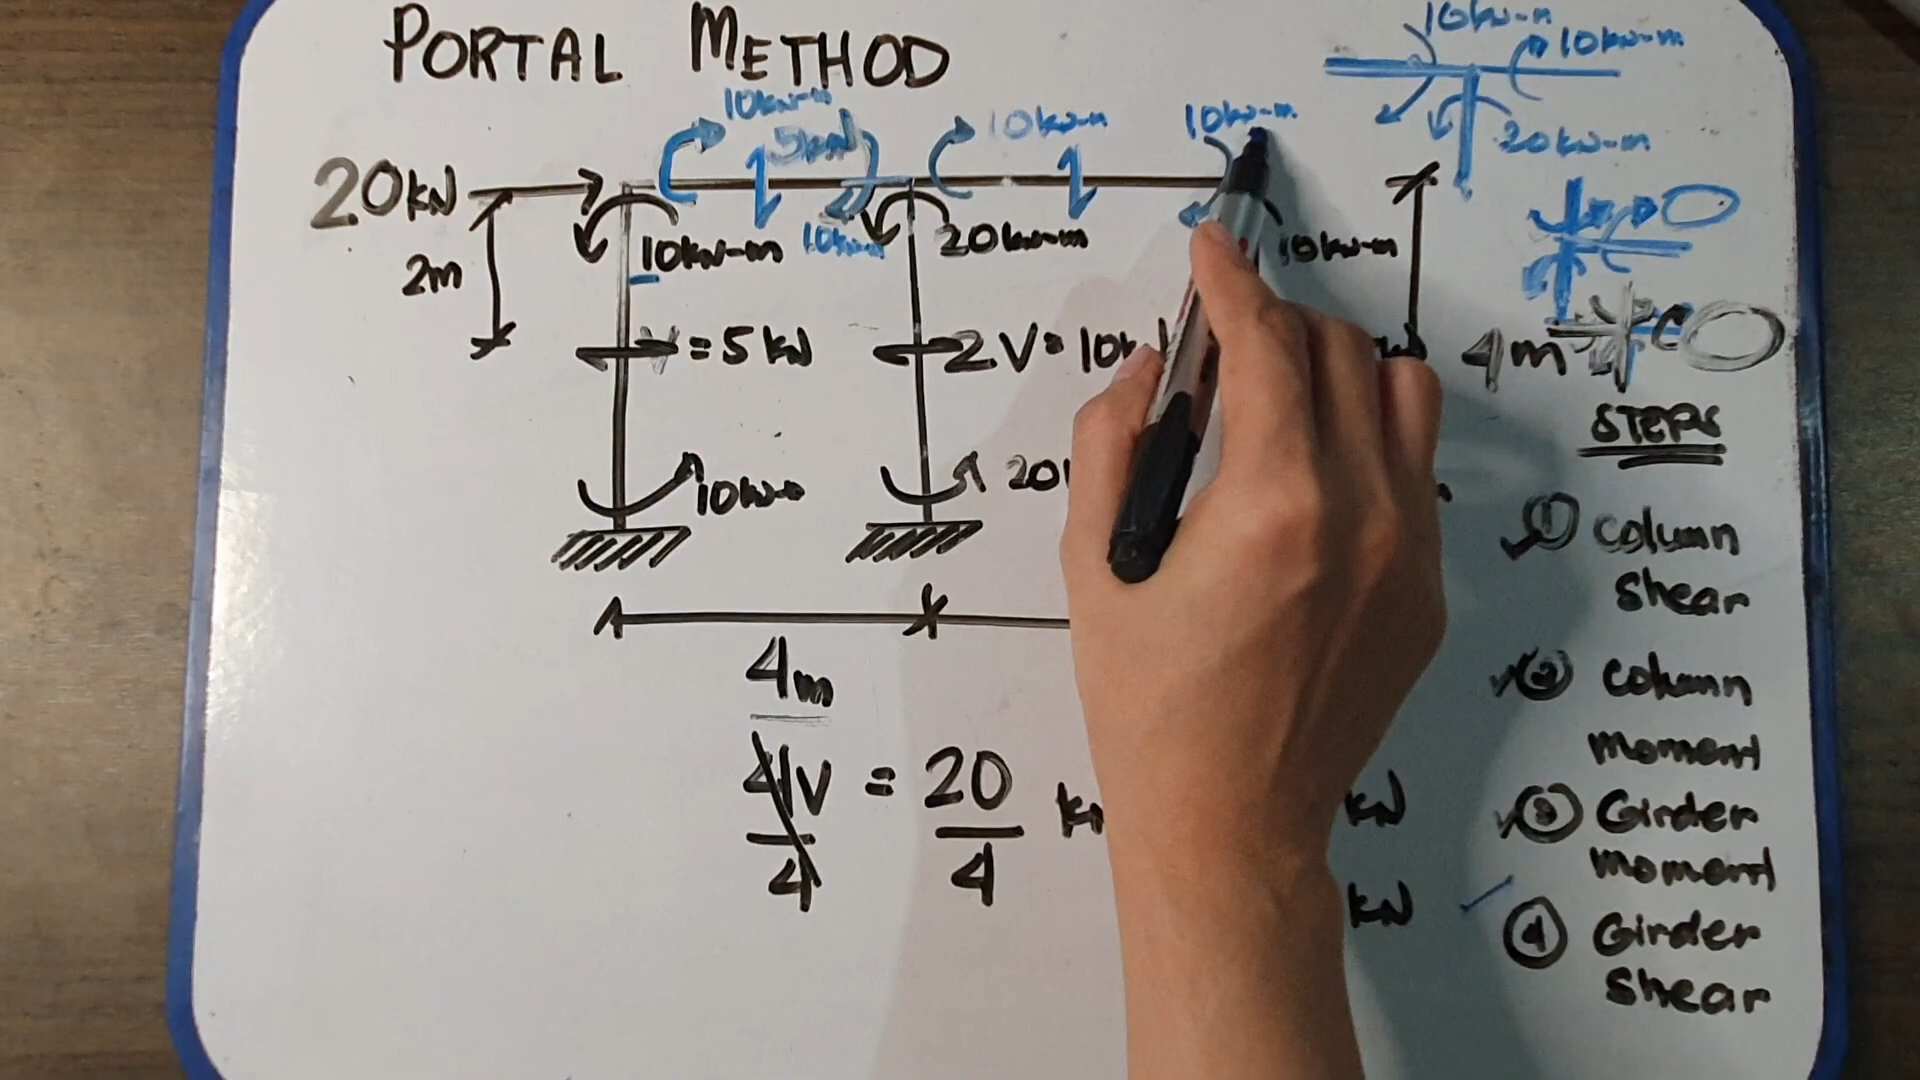 PORTAL METHOD
10kN-m
10kN-m
20kN-m
10kN-m
5kN
10kN-m
10kN-m
20kN
2m
10kN-m
10kN-m
20kN-m
10kN-m
V = 5kN
2V = 10k
4m
10kN-m
20
STEPS
① column
shear
② column
moment
③ Girder
moment
④ Girder
shear
4m
4V = 20 kN
4 4
kN